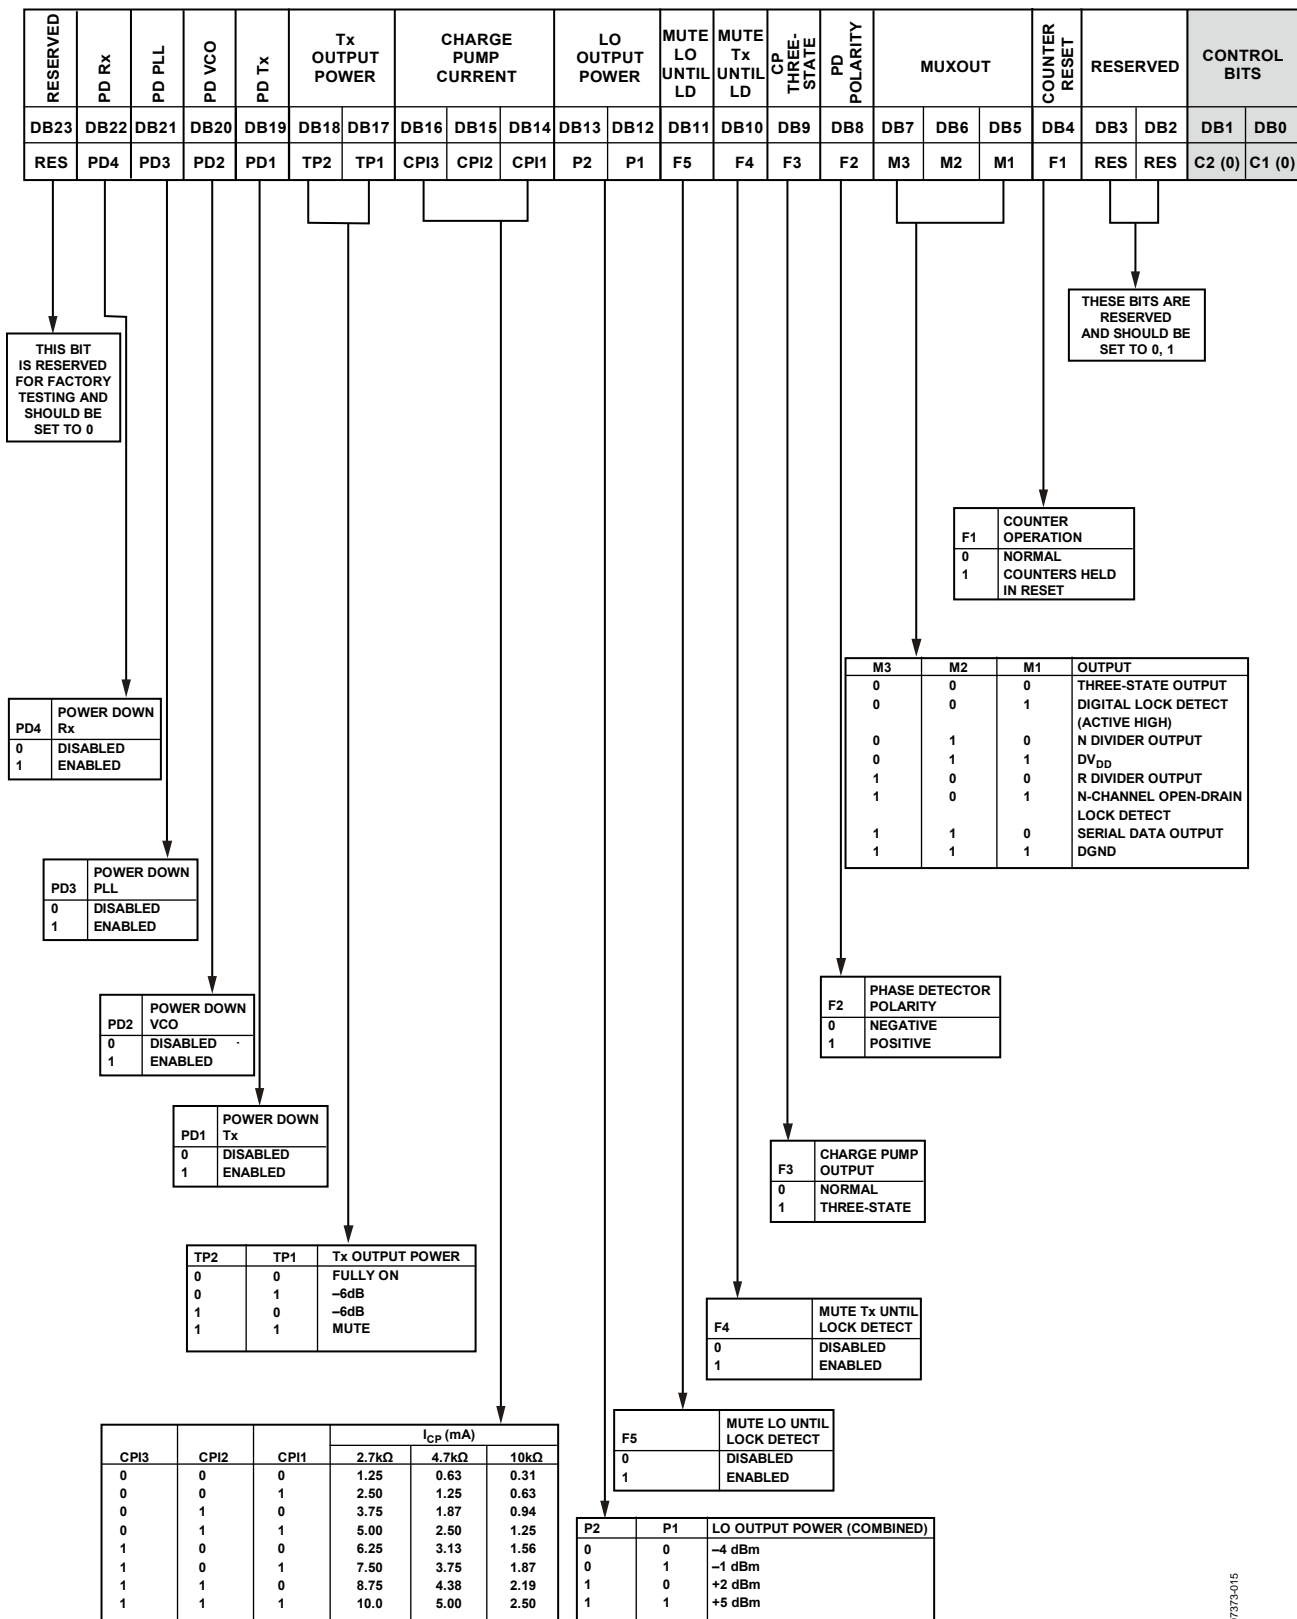 RESERVED
PD Rx
PD PLL
PD VCO
PD Tx
Tx
OUTPUT
POWER
CHARGE
PUMP
CURRENT
LO
OUTPUT
POWER
MUTE
LO
UNTIL
LD
MUTE
Tx
UNTIL
LD
CP
THREE-
STATE
PD
POLARITY
MUXOUT
COUNTER
RESET
RESERVED
CONTROL
BITS
DB23 DB22 DB21 DB20 DB19 DB18 DB17 DB16 DB15 DB14 DB13 DB12 DB11 DB10 DB9 DB8 DB7 DB6 DB5 DB4 DB3 DB2 DB1 DB0
RES PD4 PD3 PD2 PD1 TP2 TP1 CPI3 CPI2 CPI1 P2 P1 F5 F4 F3 F2 M3 M2 M1 F1 RES RES C2 (0) C1 (0)
THESE BITS ARE
RESERVED
AND SHOULD BE
SET TO 0, 1
THIS BIT
IS RESERVED
FOR FACTORY
TESTING AND
SHOULD BE
SET TO 0
F1 COUNTER
OPERATION
0 NORMAL
1 COUNTERS HELD
IN RESET
M3 M2 M1 OUTPUT
0 0 0 THREE-STATE OUTPUT
0 0 1 DIGITAL LOCK DETECT
(ACTIVE HIGH)
0 1 0 N DIVIDER OUTPUT
0 1 1 DVDD
1 0 0 R DIVIDER OUTPUT
1 0 1 N-CHANNEL OPEN-DRAIN
LOCK DETECT
1 1 0 SERIAL DATA OUTPUT
1 1 1 DGND
PD4 POWER DOWN
Rx
0 DISABLED
1 ENABLED
PD3 POWER DOWN
PLL
0 DISABLED
1 ENABLED
F2 PHASE DETECTOR
POLARITY
0 NEGATIVE
1 POSITIVE
PD2 POWER DOWN
VCO
0 DISABLED
1 ENABLED
PD1 POWER DOWN
Tx
0 DISABLED
1 ENABLED
F3 CHARGE PUMP
OUTPUT
0 NORMAL
1 THREE-STATE
TP2 TP1 Tx OUTPUT POWER
0 0 FULLY ON
0 1 –6dB
1 0 –6dB
1 1 MUTE
F4 MUTE Tx UNTIL
LOCK DETECT
0 DISABLED
1 ENABLED
F5 MUTE LO UNTIL
LOCK DETECT
0 DISABLED
1 ENABLED
ICP (mA)
CPI3 CPI2 CPI1 2.7kΩ 4.7kΩ 10kΩ
0 0 0 1.25 0.63 0.31
0 0 1 2.50 1.25 0.63
0 1 0 3.75 1.87 0.94
0 1 1 5.00 2.50 1.25
1 0 0 6.25 3.13 1.56
1 0 1 7.50 3.75 1.87
1 1 0 8.75 4.38 2.19
1 1 1 10.0 5.00 2.50
P2 P1 LO OUTPUT POWER (COMBINED)
0 0 –4 dBm
0 1 –1 dBm
1 0 +2 dBm
1 1 +5 dBm